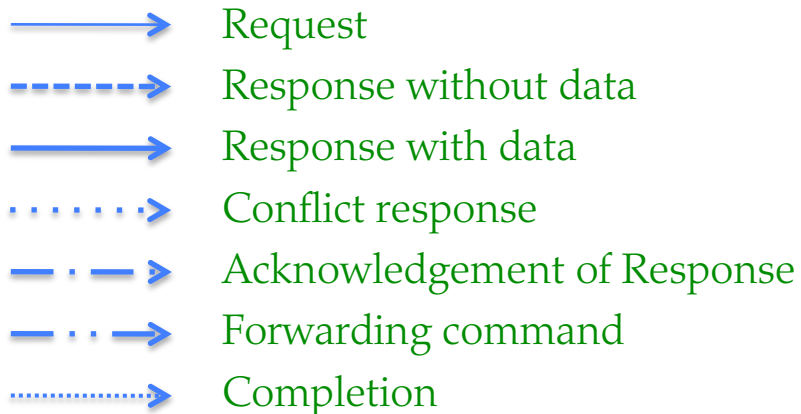 Request
Response without data
Response with data
Conflict response
Acknowledgement of Response
Forwarding command
Completion